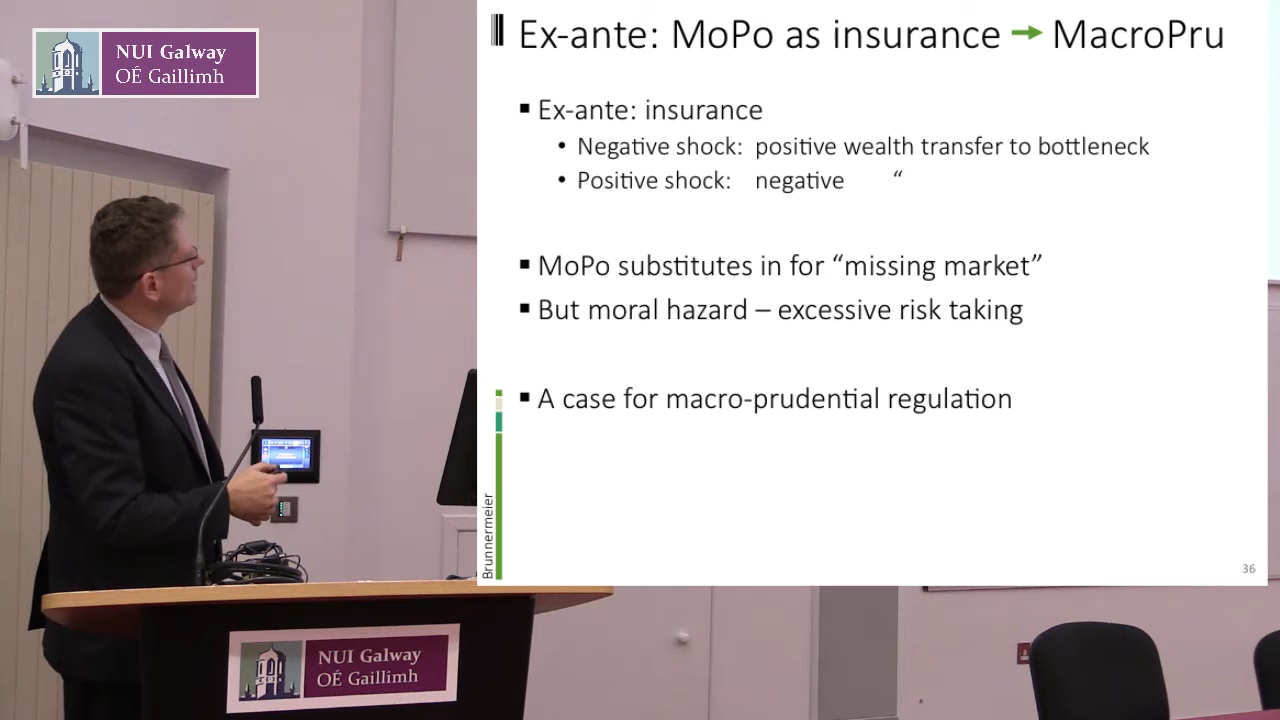 NUI Galway
OÉ Gaillimh
Ex-ante: MoPo as insurance → MacroPru
▪ Ex-ante: insurance
• Negative shock: positive wealth transfer to bottleneck
• Positive shock: negative “
▪ MoPo substitutes in for “missing market”
▪ But moral hazard – excessive risk taking
▪ A case for macro-prudential regulation
Brunnermeier
36
NUI Galway
OÉ Gaillimh